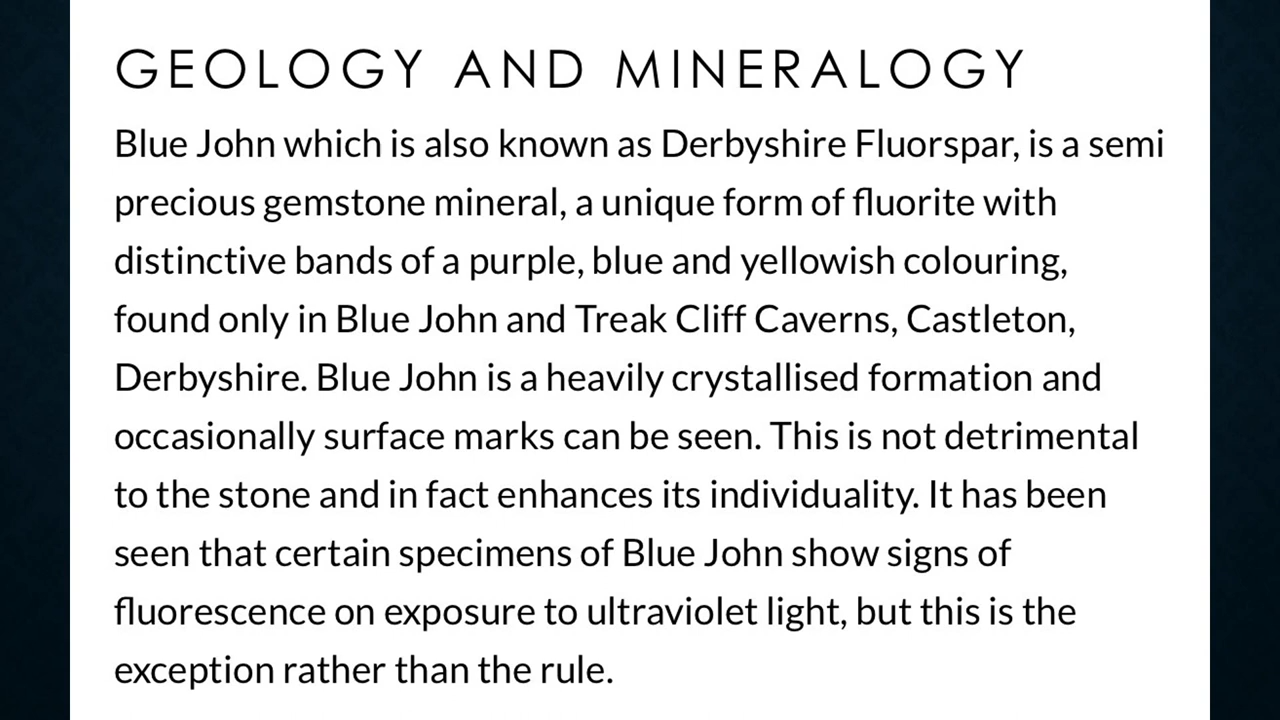 GEOLOGY AND MINERALOGY
Blue John which is also known as Derbyshire Fluorspar, is a semi
precious gemstone mineral, a unique form of fluorite with
distinctive bands of a purple, blue and yellowish colouring,
found only in Blue John and Treak Cliff Caverns, Castleton,
Derbyshire. Blue John is a heavily crystallised formation and
occasionally surface marks can be seen. This is not detrimental
to the stone and in fact enhances its individuality. It has been
seen that certain specimens of Blue John show signs of
fluorescence on exposure to ultraviolet light, but this is the
exception rather than the rule.